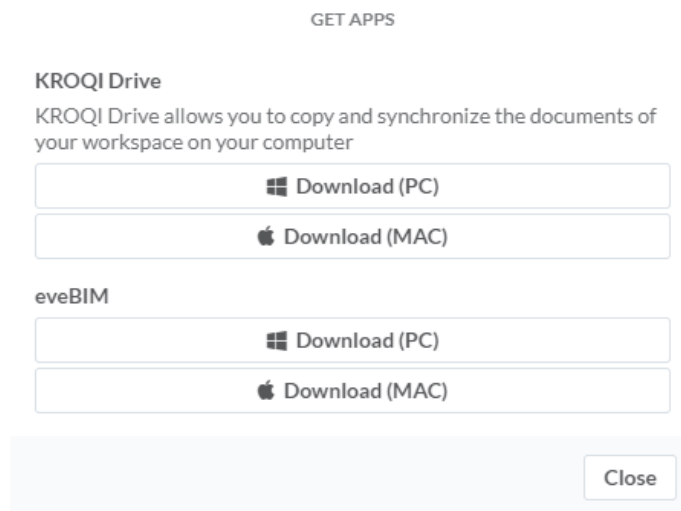 GET APPS
KROQI Drive
KROQI Drive allows you to copy and synchronize the documents of
your workspace on your computer
Download (PC)
Download (MAC)
eveBIM
Download (PC)
Download (MAC)
Close